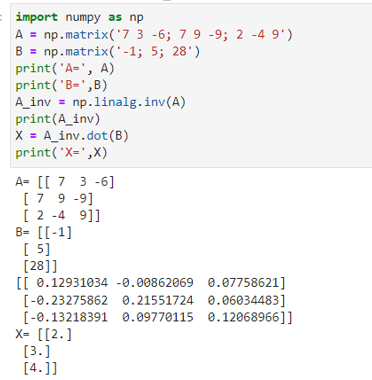 import numpy as np
A = np.matrix('7 3 -6; 7 9 -9; 2 -4 9')
B = np.matrix('-1; 5; 28')
print('A=', A)
print('B=',B)
A_inv = np.linalg.inv(A)
print(A_inv)
X = A_inv.dot(B)
print('X=',X)
A= [[ 7  3 -6]
 [ 7  9 -9]
 [ 2 -4  9]]
B= [[-1]
 [ 5]
 [28]]
[[ 0.12931034 -0.00862069  0.07758621]
 [-0.23275862  0.21551724  0.06034483]
 [-0.13218391  0.09770115  0.12068966]]
X= [[2.]
 [3.]
 [4.]]